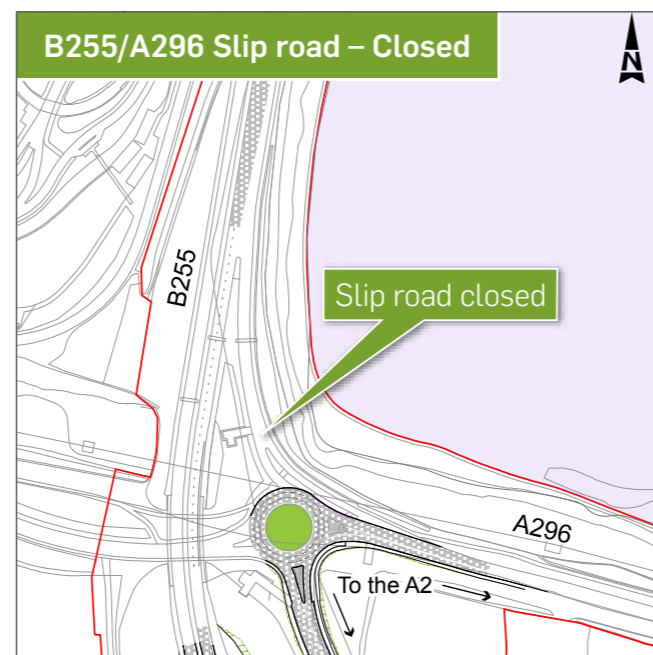 B255/A296 Slip road – Closed
N
B255
Slip road closed
A296
To the A2